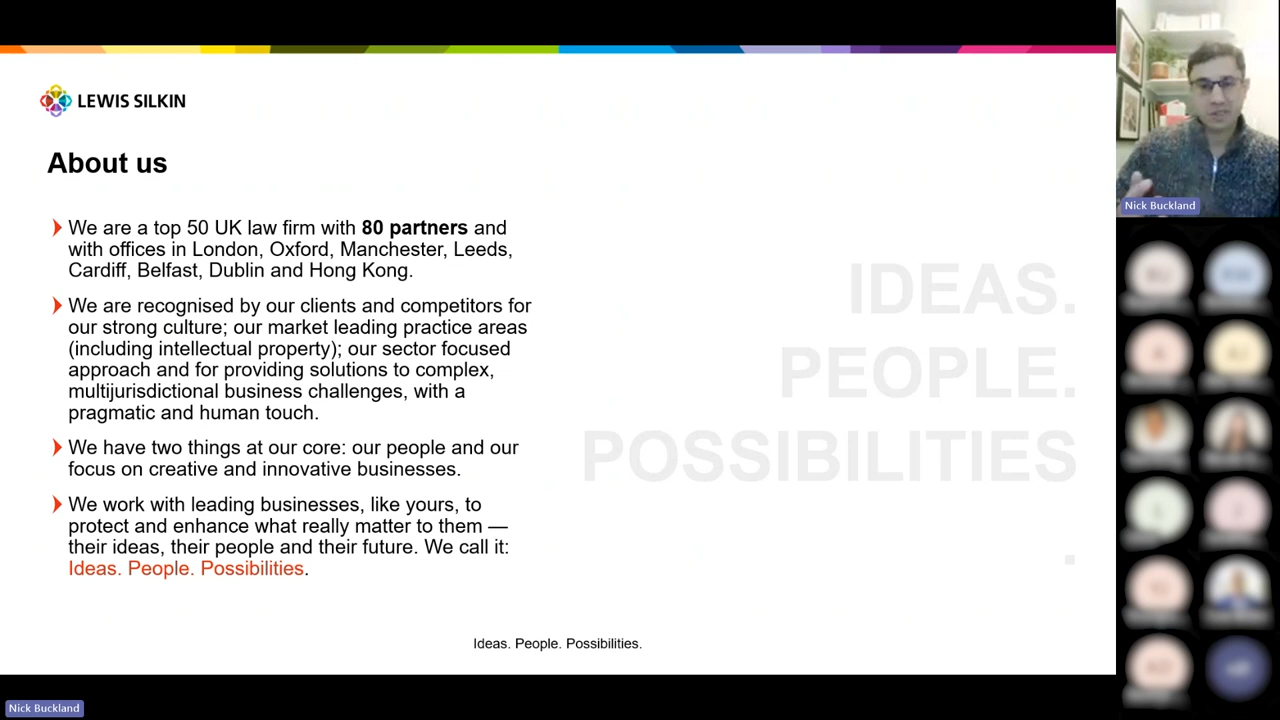 LEWIS SILKIN
About us
We are a top 50 UK law firm with 80 partners and
with offices in London, Oxford, Manchester, Leeds,
Cardiff, Belfast, Dublin and Hong Kong.
We are recognised by our clients and competitors for
our strong culture; our market leading practice areas
(including intellectual property); our sector focused
approach and for providing solutions to complex,
multijurisdictional business challenges, with a
pragmatic and human touch.
We have two things at our core: our people and our
focus on creative and innovative businesses.
We work with leading businesses, like yours, to
protect and enhance what really matter to them —
their ideas, their people and their future. We call it:
Ideas. People. Possibilities.
IDEAS.
PEOPLE.
POSSIBILITIES
.
Ideas. People. Possibilities.
Nick Buckland
Nick Buckland